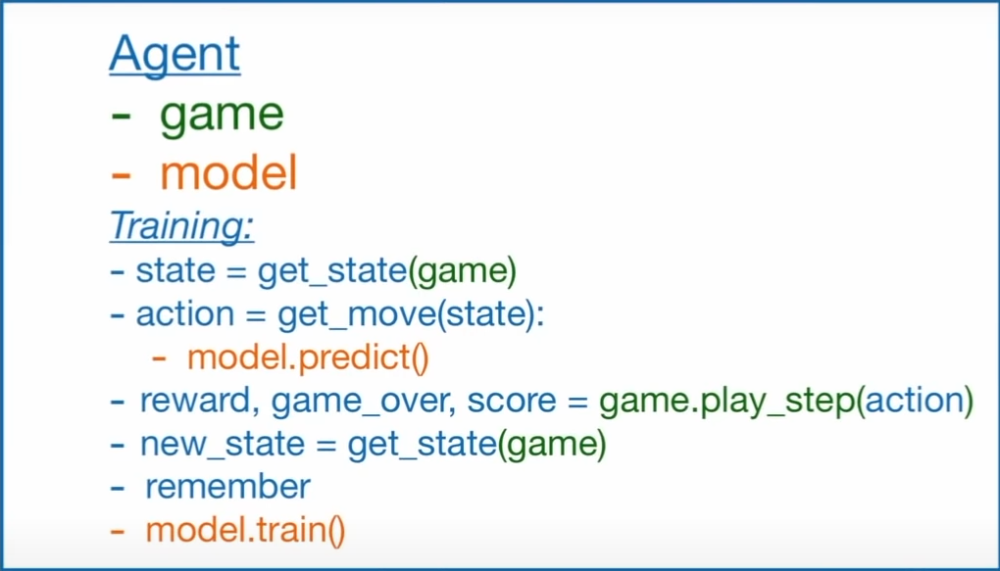 Agent
- game
- model
Training:
- state = get_state(game)
- action = get_move(state):
- model.predict()
- reward, game_over, score = game.play_step(action)
- new_state = get_state(game)
- remember
- model.train()